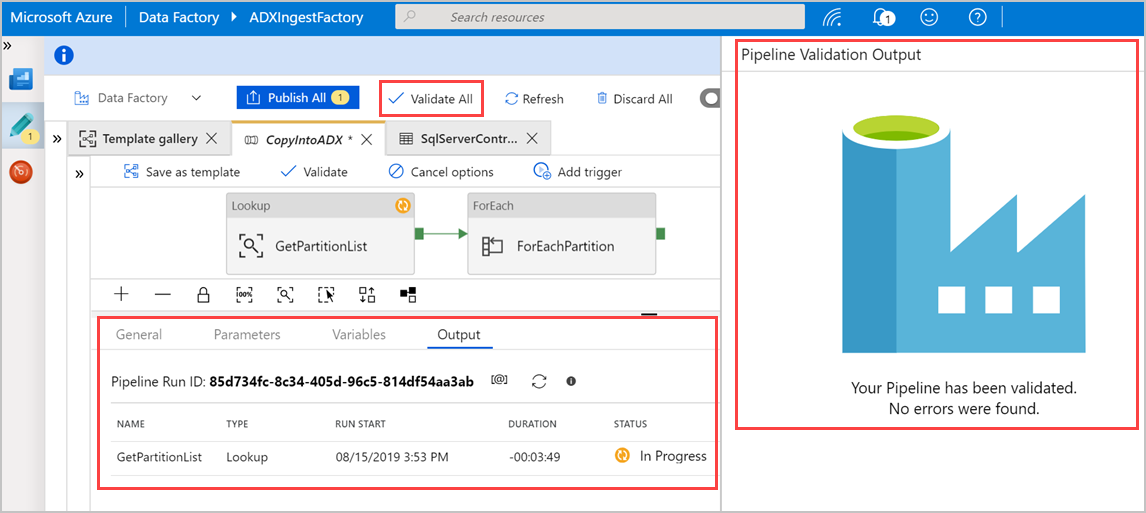 Microsoft Azure Data Factory ADXIngestFactory Search resources 1
Pipeline Validation Output
Data Factory Publish All 1 Validate All Refresh Discard All
1
Template gallery CopyIntoADX * SqlServerContr...
Save as template Validate Cancel options Add trigger
Lookup ForEach
GetPartitionList ForEachPartition
100%
General Parameters Variables Output
Pipeline Run ID: 85d734fc-8c34-405d-96c5-814df54aa3ab [@]
NAME TYPE RUN START DURATION STATUS
GetPartitionList Lookup 08/15/2019 3:53 PM -00:03:49 In Progress
Your Pipeline has been validated.
No errors were found.